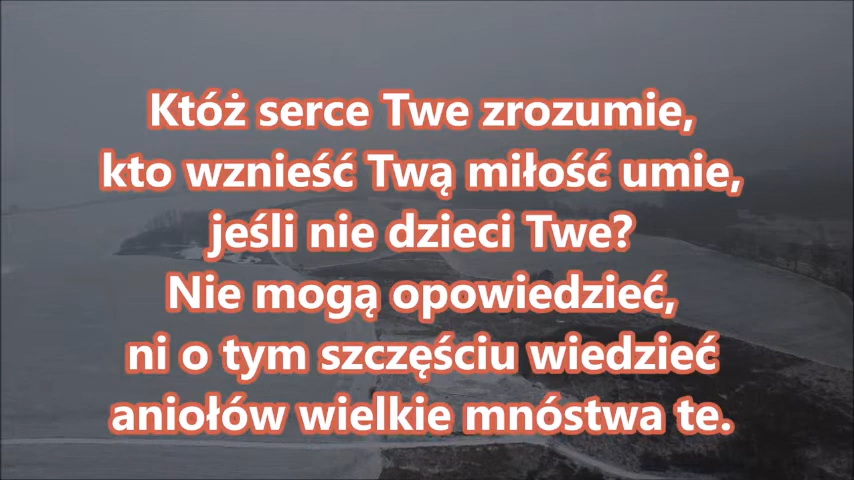 Któż serce Twe zrozumie,
kto wznieść Twą miłość umie,
jeśli nie dzieci Twe?
Nie mogą opowiedzieć,
ni o tym szczęściu wiedzieć
aniołów wielkie mnóstwa te.